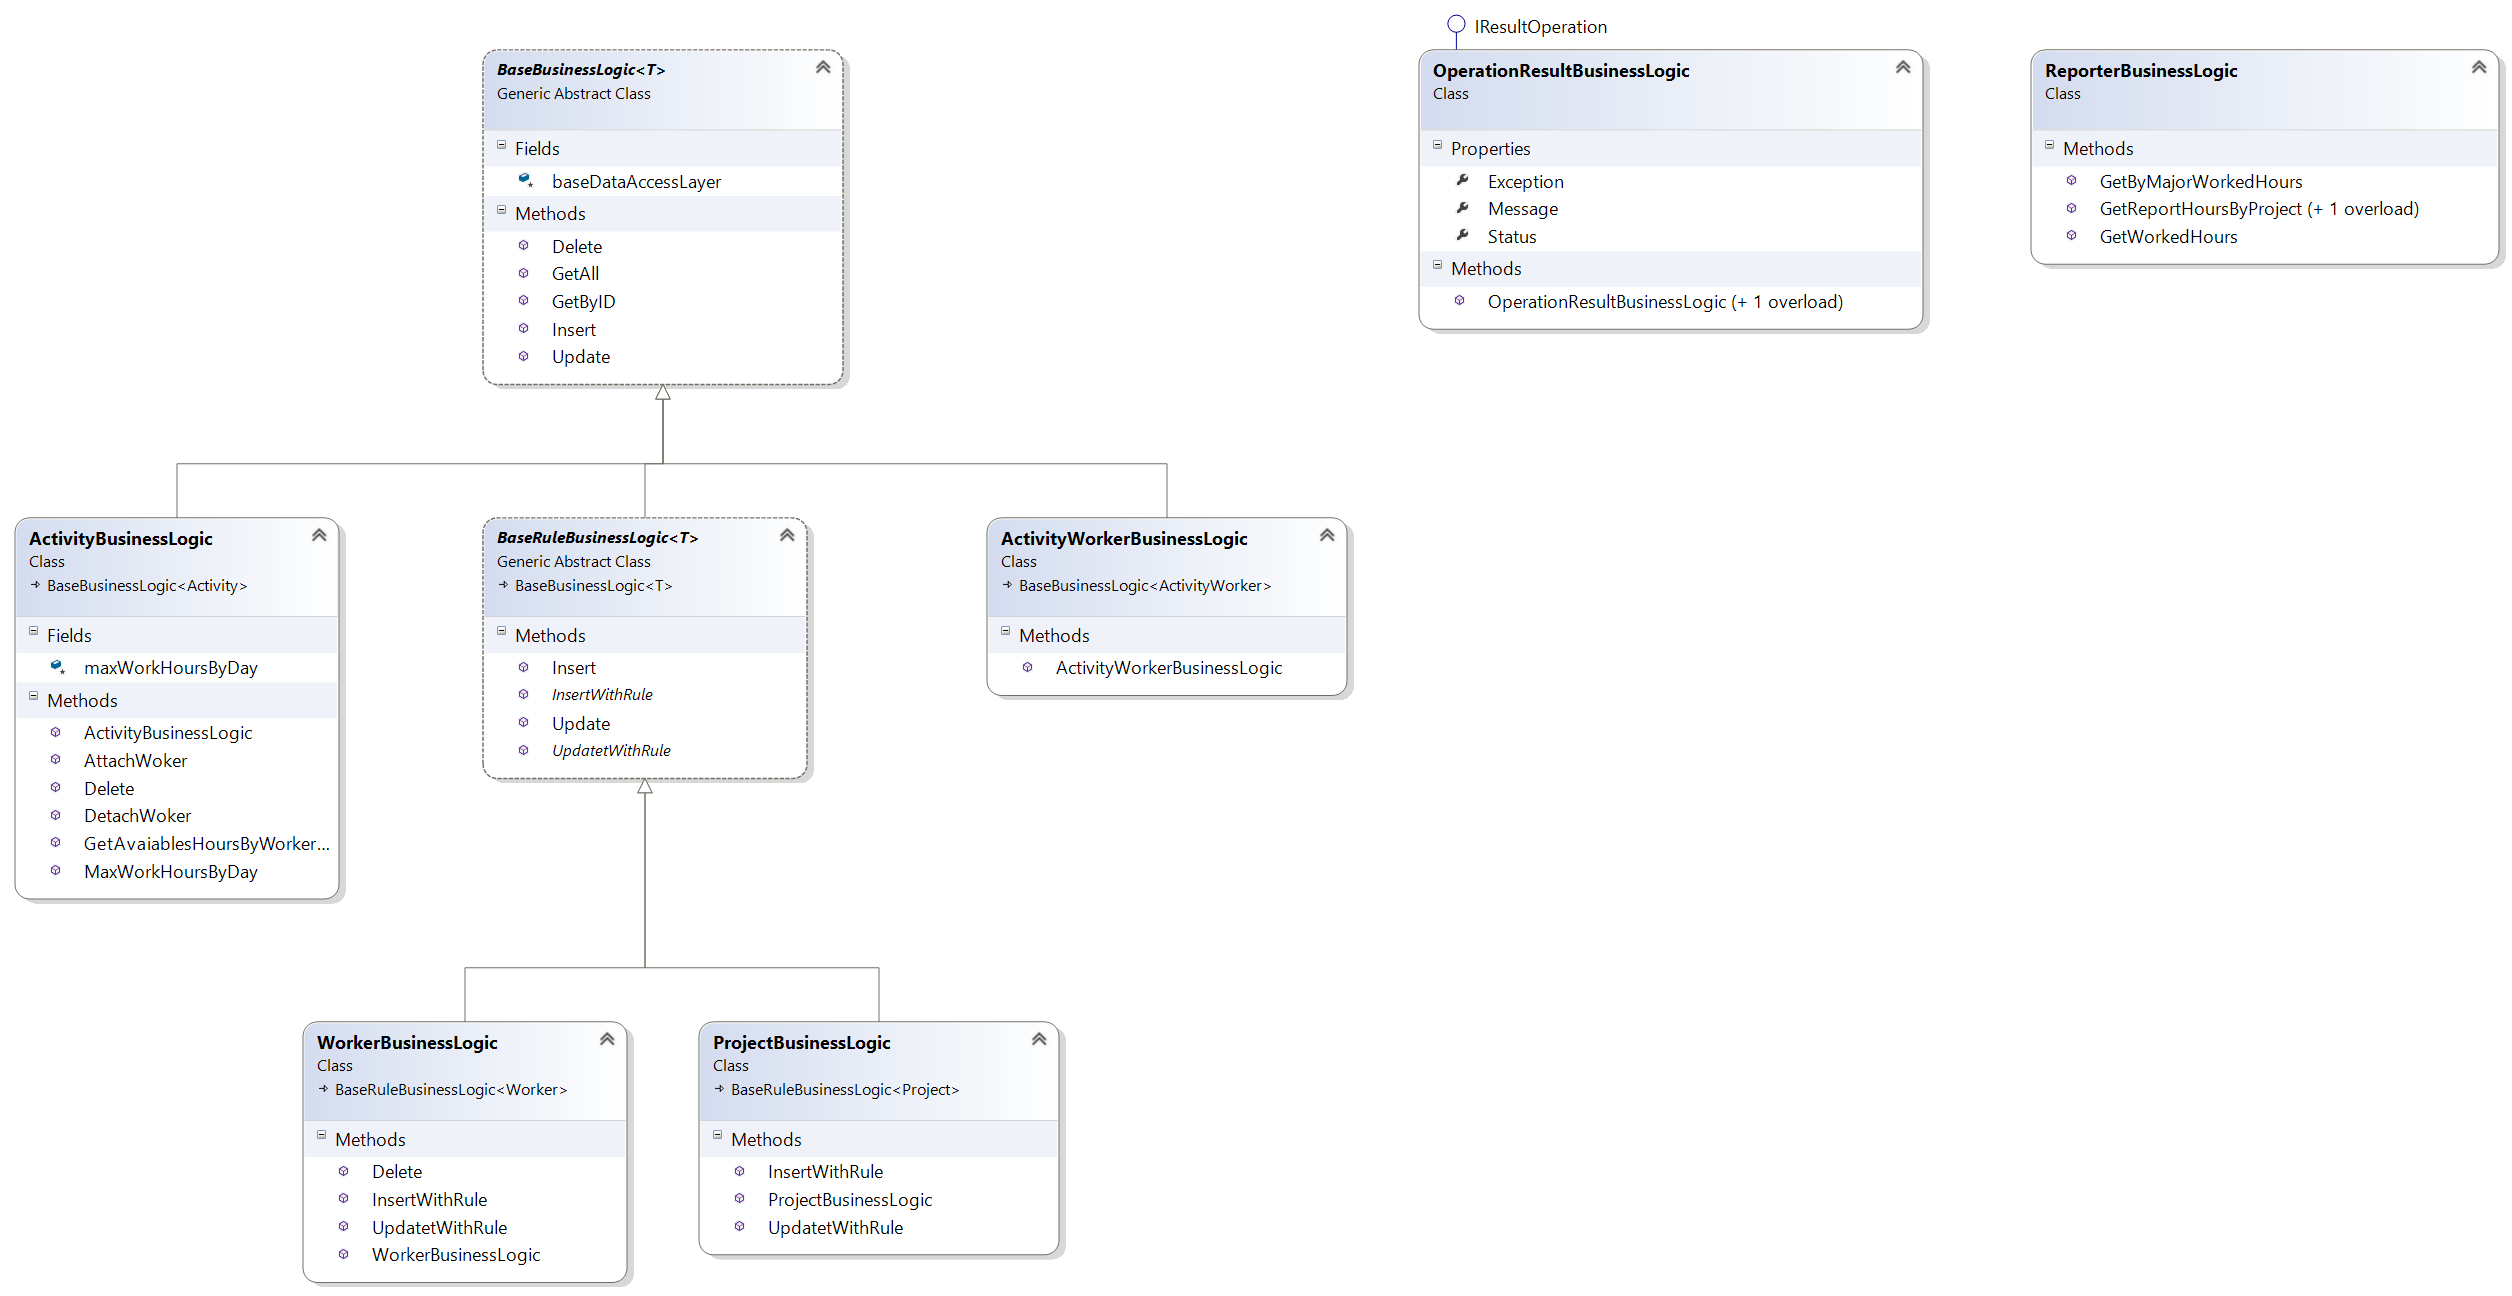 IResultOperation
BaseBusinessLogic<T>
Generic Abstract Class
Fields
baseDataAccessLayer
Methods
Delete
GetAll
GetByID
Insert
Update
OperationResultBusinessLogic
Class
Properties
Exception
Message
Status
Methods
OperationResultBusinessLogic (+ 1 overload)
ReporterBusinessLogic
Class
Methods
GetByMajorWorkedHours
GetReportHoursByProject (+ 1 overload)
GetWorkedHours
ActivityBusinessLogic
Class
BaseBusinessLogic<Activity>
Fields
maxWorkHoursByDay
Methods
ActivityBusinessLogic
AttachWoker
Delete
DetachWoker
GetAvaiablesHoursByWorker...
MaxWorkHoursByDay
BaseRuleBusinessLogic<T>
Generic Abstract Class
BaseBusinessLogic<T>
Methods
Insert
InsertWithRule
Update
UpdatetWithRule
ActivityWorkerBusinessLogic
Class
BaseBusinessLogic<ActivityWorker>
Methods
ActivityWorkerBusinessLogic
WorkerBusinessLogic
Class
BaseRuleBusinessLogic<Worker>
Methods
Delete
InsertWithRule
UpdatetWithRule
WorkerBusinessLogic
ProjectBusinessLogic
Class
BaseRuleBusinessLogic<Project>
Methods
InsertWithRule
ProjectBusinessLogic
UpdatetWithRule